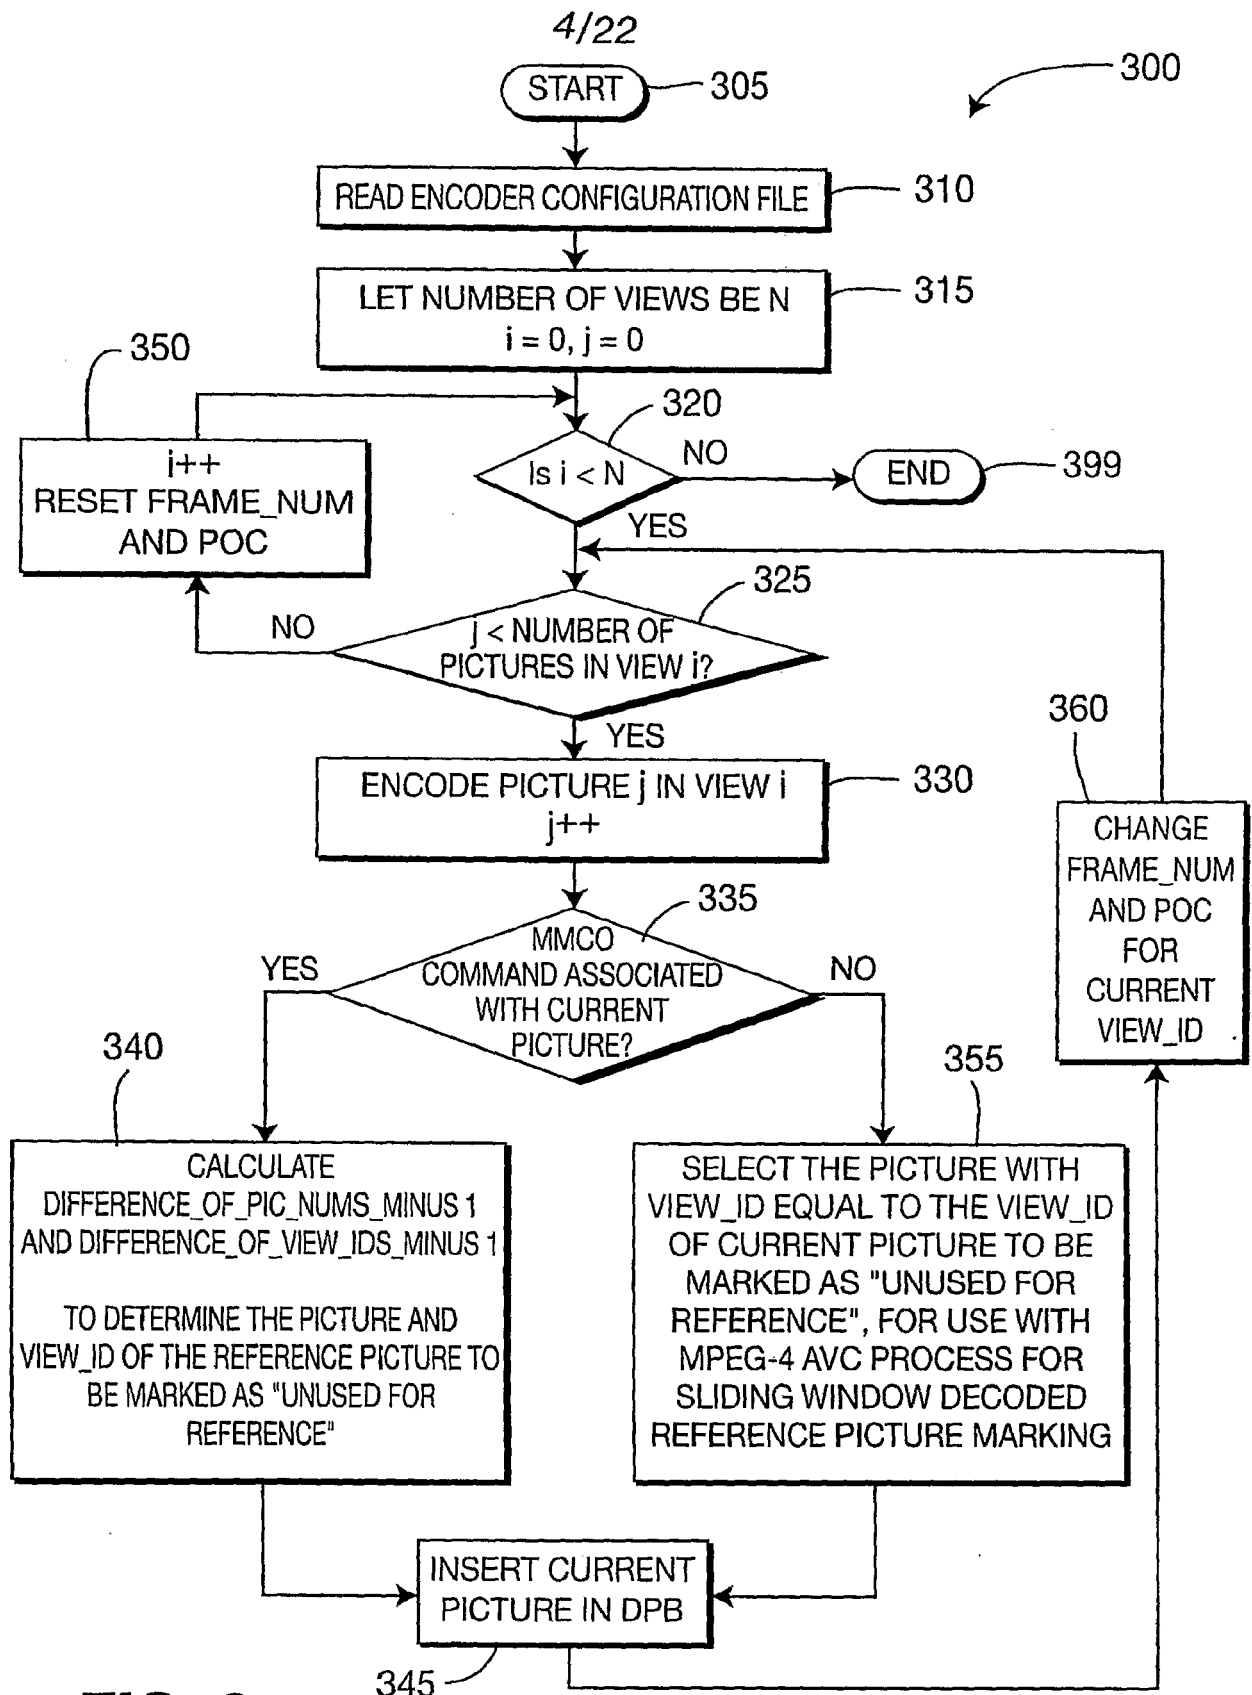 4/22
START
305
300
READ ENCODER CONFIGURATION FILE
310
LET NUMBER OF VIEWS BE N
i = 0, j = 0
315
350
i++
RESET FRAME_NUM
AND POC
320
Is i < N
NO
END
399
YES
325
j < NUMBER OF
PICTURES IN VIEW i?
NO
YES
ENCODE PICTURE j IN VIEW i
j++
330
360
CHANGE
FRAME_NUM
AND POC
FOR
CURRENT
VIEW_ID
335
MMCO
COMMAND ASSOCIATED
WITH CURRENT
PICTURE?
YES
NO
340
CALCULATE
DIFFERENCE_OF_PIC_NUMS_MINUS 1
AND DIFFERENCE_OF_VIEW_IDS_MINUS 1
TO DETERMINE THE PICTURE AND
VIEW_ID OF THE REFERENCE PICTURE TO
BE MARKED AS "UNUSED FOR
REFERENCE"
355
SELECT THE PICTURE WITH
VIEW_ID EQUAL TO THE VIEW_ID
OF CURRENT PICTURE TO BE
MARKED AS "UNUSED FOR
REFERENCE", FOR USE WITH
MPEG-4 AVC PROCESS FOR
SLIDING WINDOW DECODED
REFERENCE PICTURE MARKING
INSERT CURRENT
PICTURE IN DPB
345